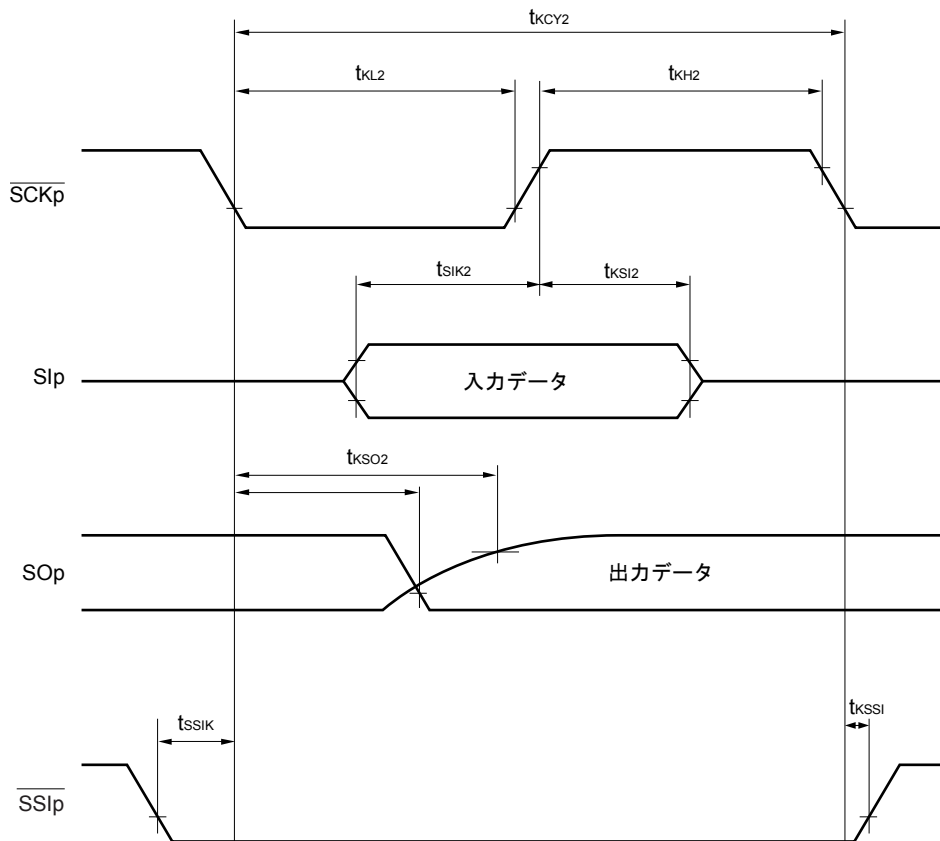 tKCY2
tKL2
tKH2
SCKp
tSIK2
tKSI2
SIp
入力データ
tKSO2
SOp
出力データ
tSSIK
tKSSI
SSIp